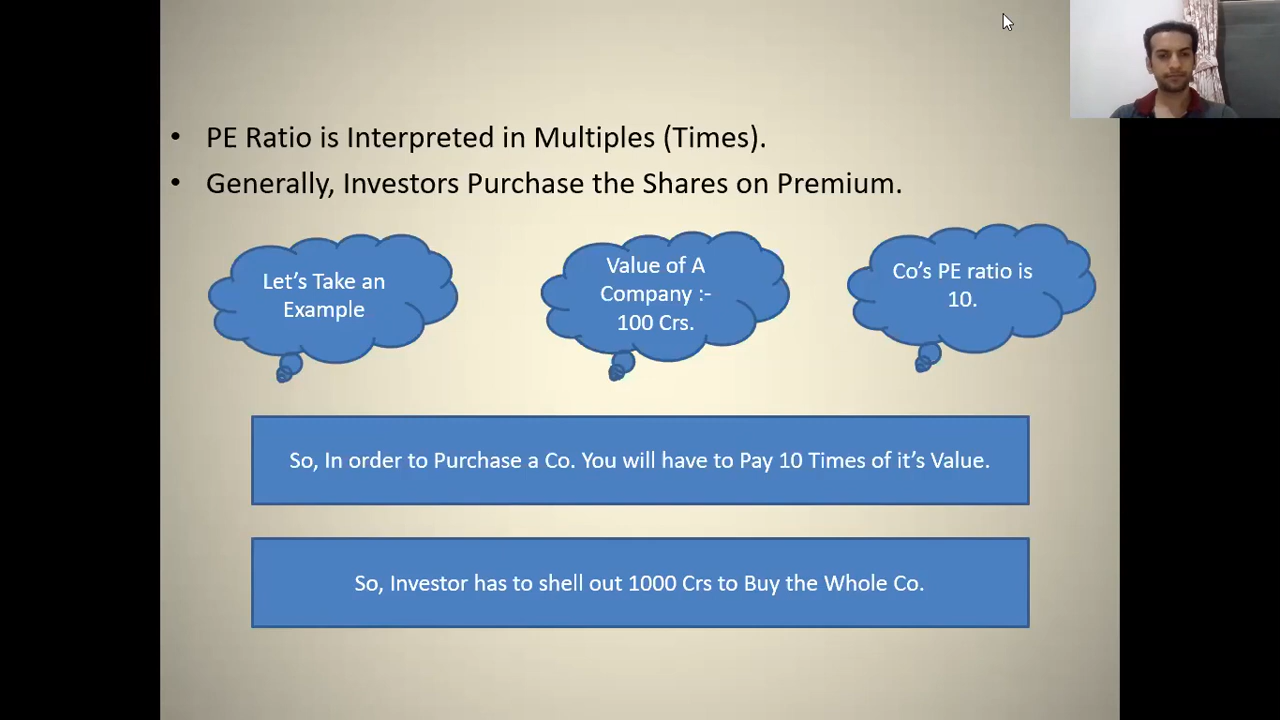 • PE Ratio is Interpreted in Multiples (Times).
• Generally, Investors Purchase the Shares on Premium.
Let's Take an
Example
Value of A
Company :-
100 Crs.
Co's PE ratio is
10.
So, In order to Purchase a Co. You will have to Pay 10 Times of it's Value.
So, Investor has to shell out 1000 Crs to Buy the Whole Co.